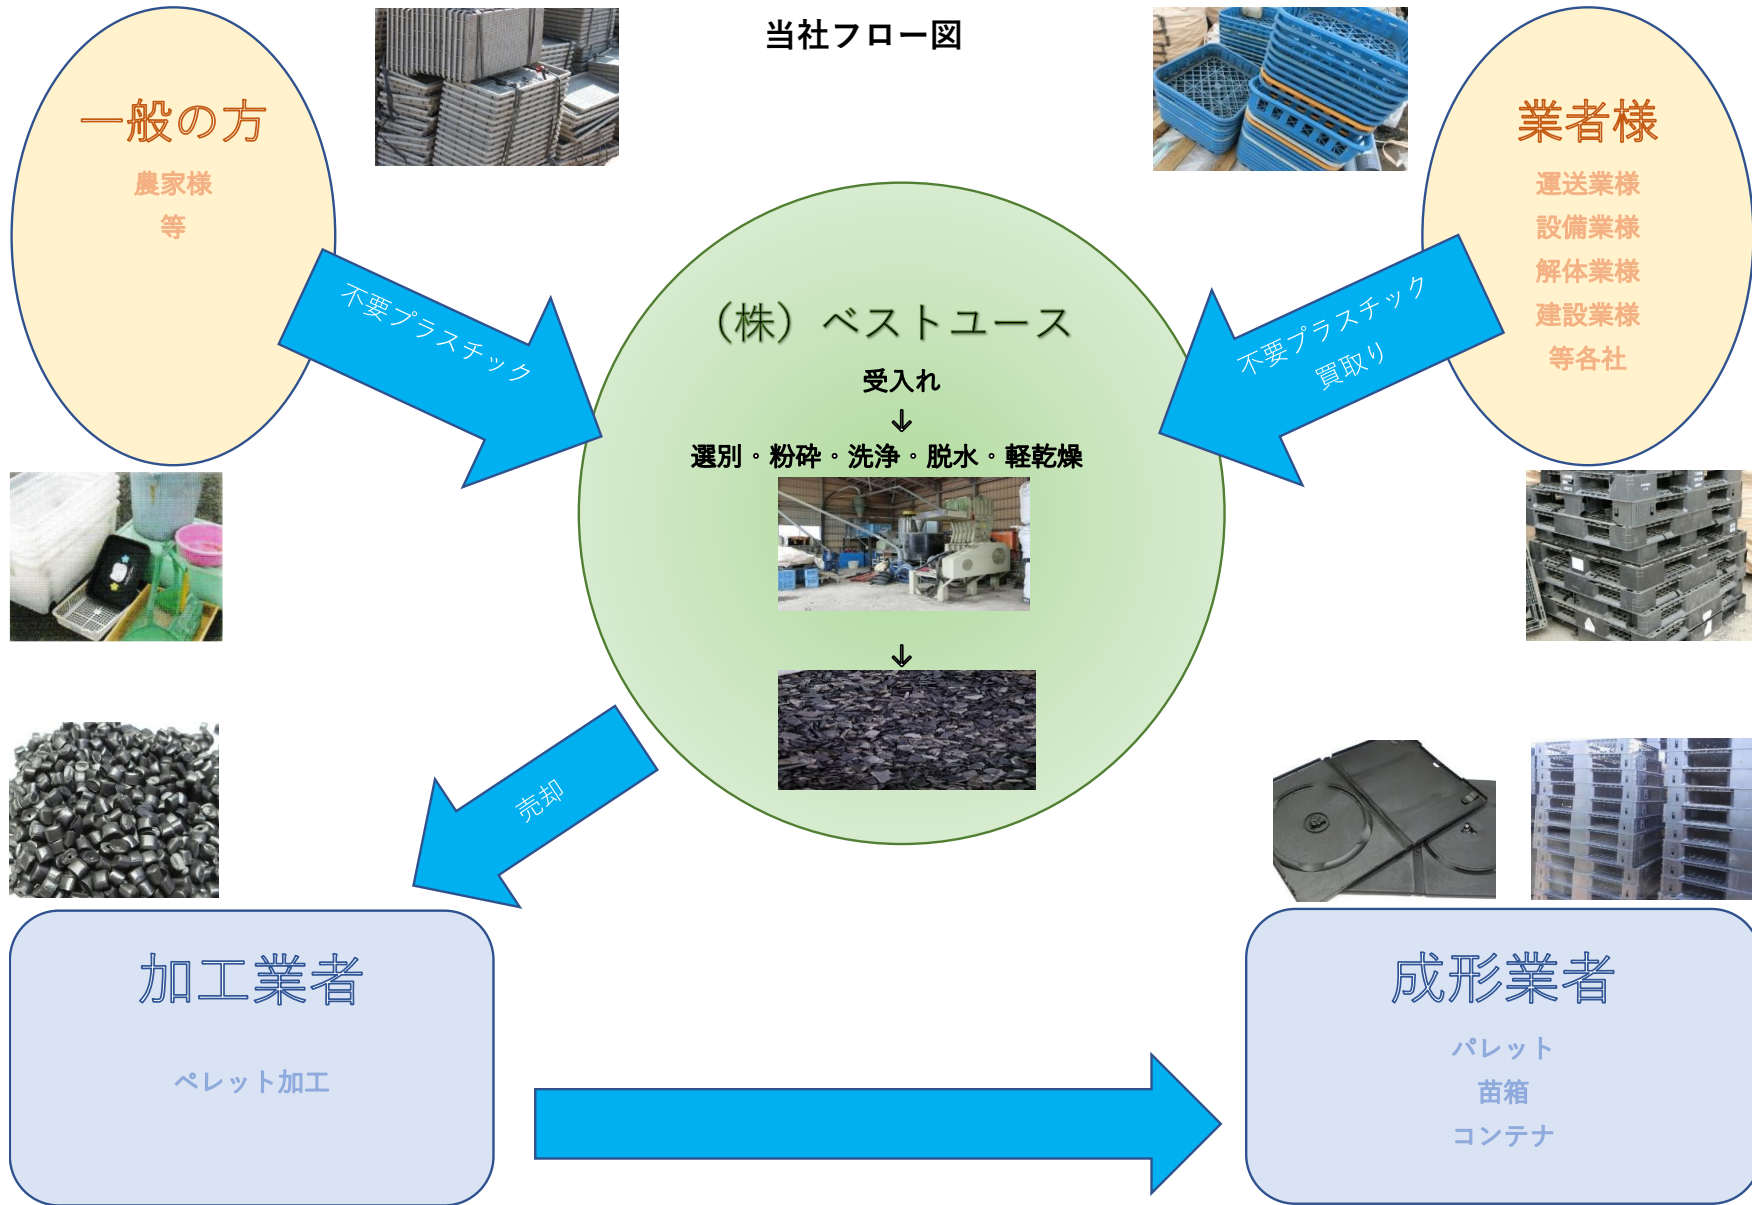 当社フロー図
一般の方
農家様
等
不要プラスチック
業者様
運送業様
設備業様
解体業様
建設業様
等各社
不要プラスチック
買取り
（株）ベストユース
受入れ
↓
選別・粉砕・洗浄・脱水・軽乾燥
↓
売却
加工業者
ペレット加工
成形業者
パレット
苗箱
コンテナ